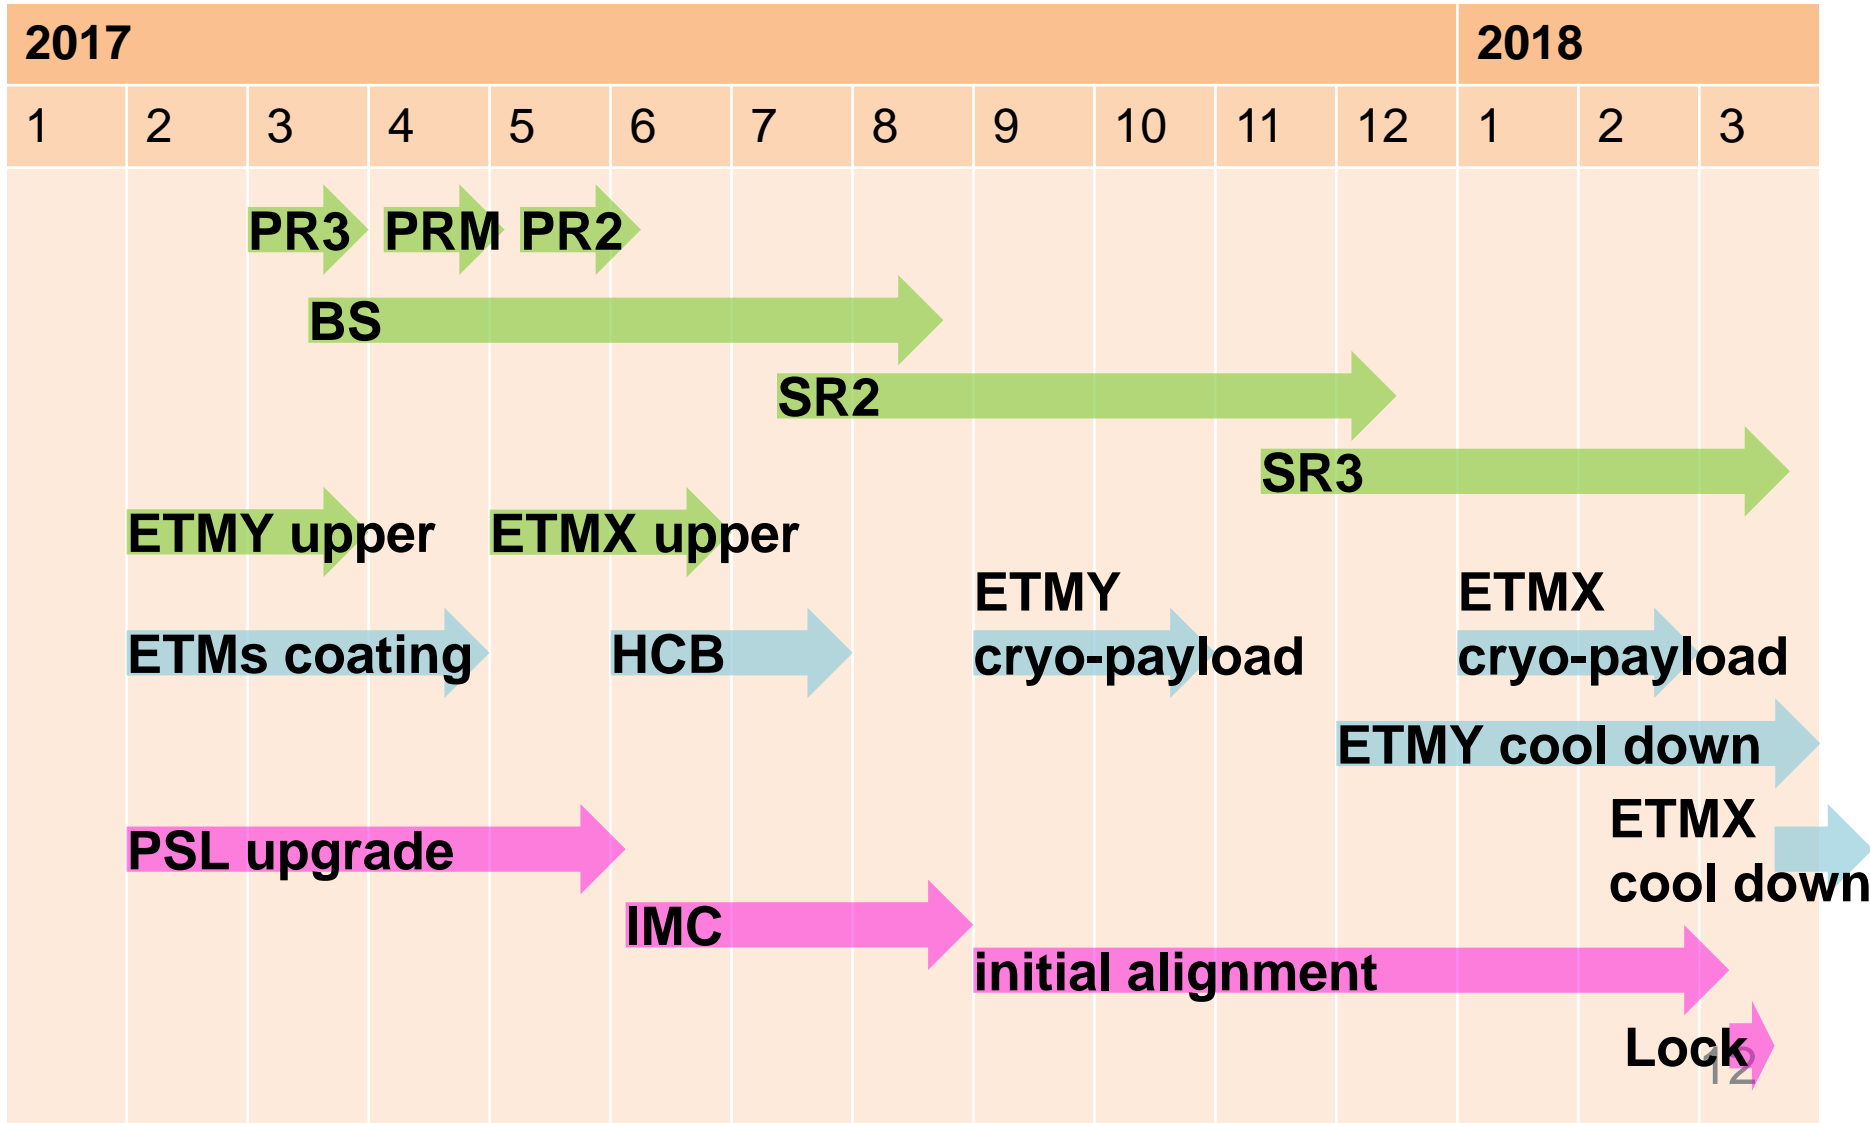 2017 2018
1 2 3 4 5 6 7 8 9 10 11 12 1 2 3
PR3 PRM PR2
BS
SR2
SR3
ETMY upper ETMX upper
ETMY ETMX
ETMs coating HCB cryo-payload cryo-payload
ETMY cool down
ETMX
PSL upgrade
cool down
IMC
initial alignment
Lock
12